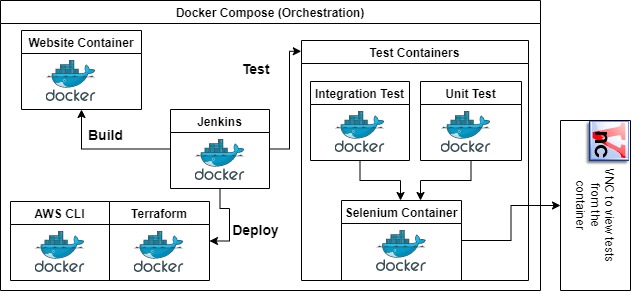 Docker Compose (Orchestration)
Website Container
docker
Build
Jenkins
docker
Test
Test Containers
Integration Test
docker
Unit Test
docker
Selenium Container
docker
AWS CLI
docker
Terraform
docker
Deploy
V
nc
VNC to view tests
from the
container